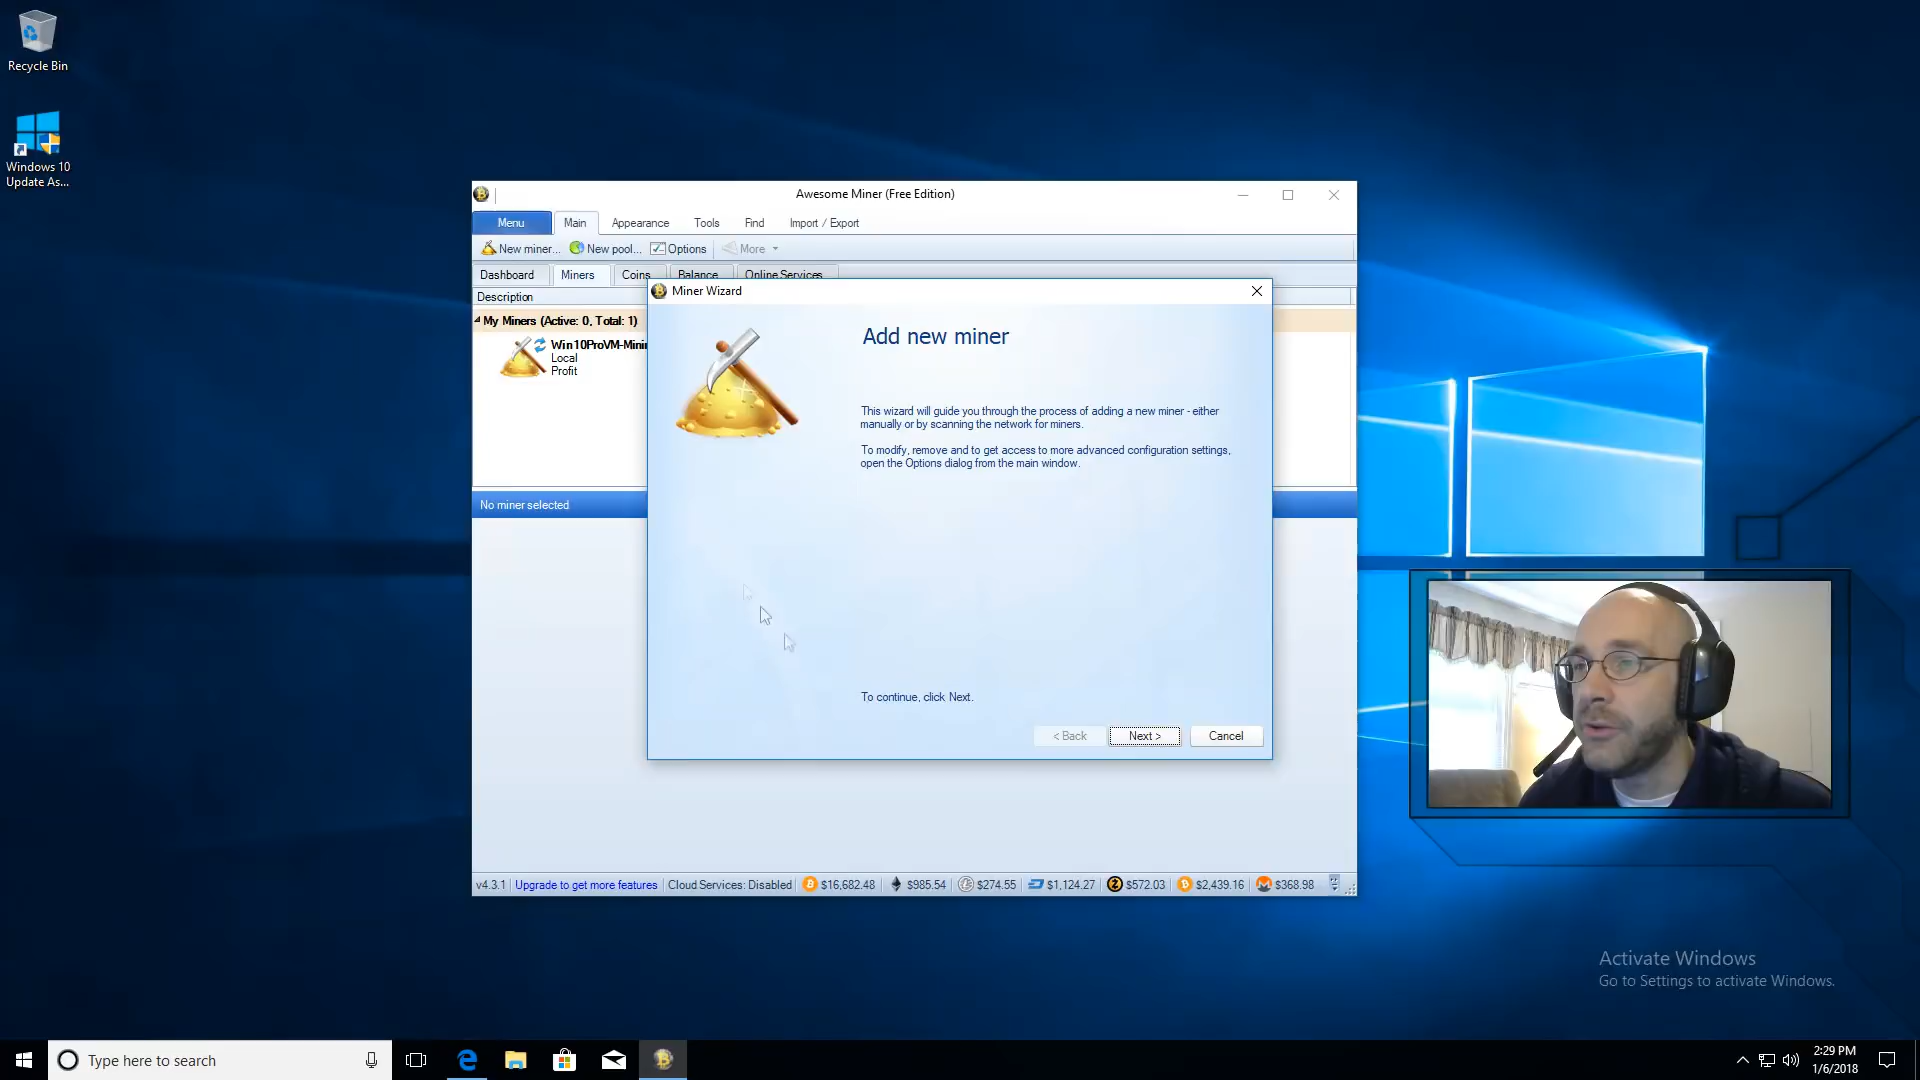 Recycle Bin
Windows 10
Update As...
Awesome Miner (Free Edition)
Menu
Main
Appearance
Tools
Find
Import / Export
New miner...
New pool...
Options
More
Dashboard
Miners
Coins
Balance
Online Services
Description
My Miners (Active: 0, Total: 1)
Local
Profit
No miner selected
Miner Wizard
Add new miner
This wizard will guide you through the process of adding a new miner - either
manually or by scanning the network for miners.
To modify, remove and to get access to more advanced configuration settings,
open the Options dialog from the main window.
To continue, click Next.
< Back
Next >
Cancel
v4.3.1
Upgrade to get more features
Cloud Services: Disabled
$16,682.48
$985.54
$274.55
$1,124.27
$572.03
$2,439.16
$368.98
Activate Windows
Go to Settings to activate Windows.
Type here to search
2:29 PM
1/6/2018